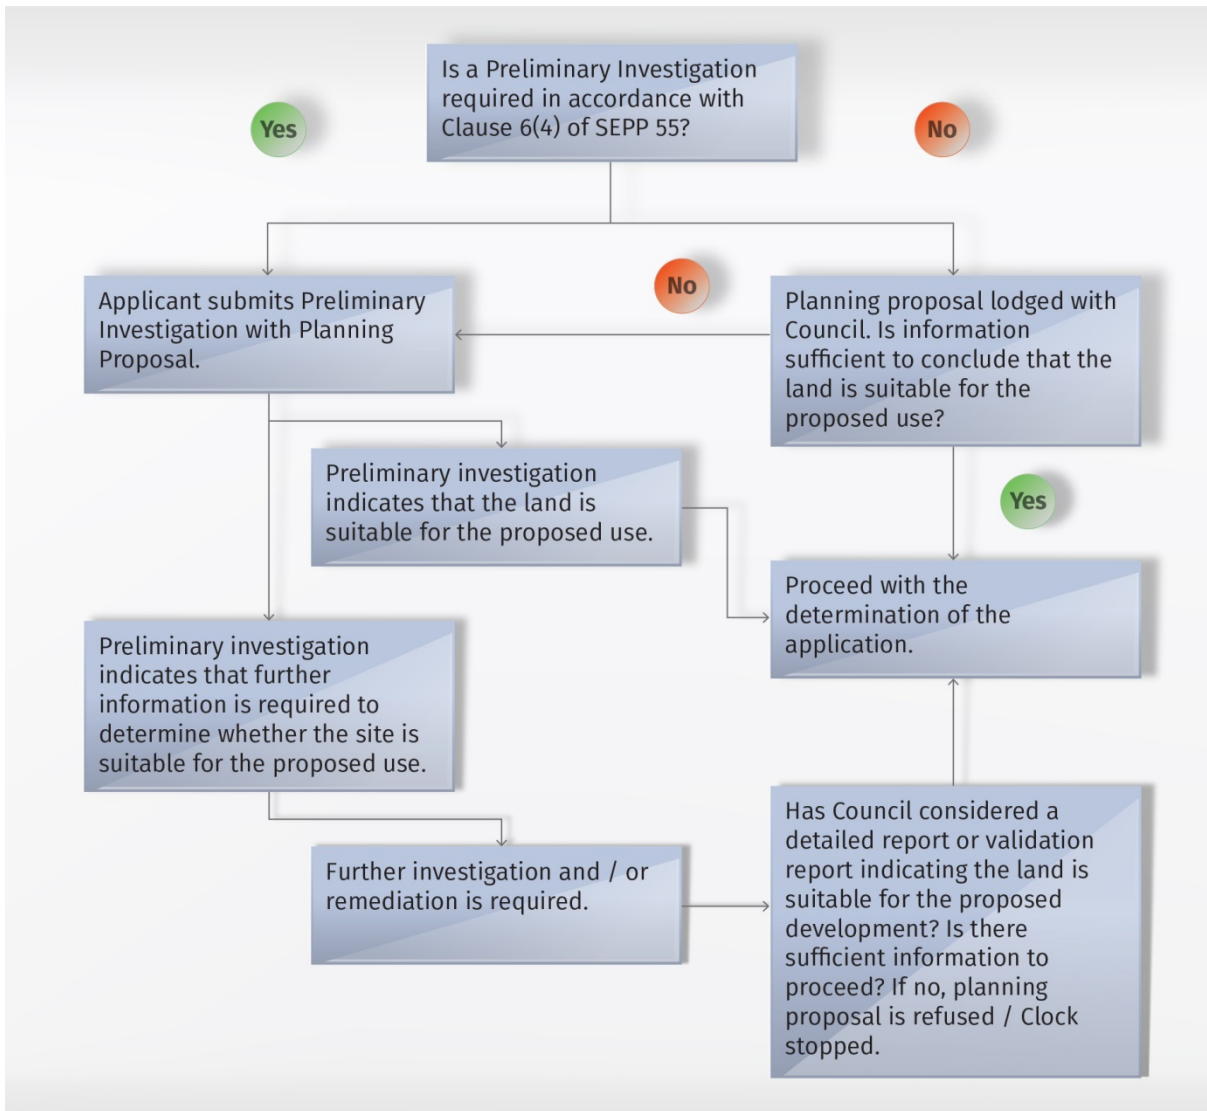 Is a Preliminary Investigation
required in accordance with
Clause 6(4) of SEPP 55?
Yes
No
Applicant submits Preliminary
Investigation with Planning
Proposal.
No
Planning proposal lodged with
Council. Is information
sufficient to conclude that the
land is suitable for the
proposed use?
Preliminary investigation
indicates that the land is
suitable for the proposed use.
Yes
Proceed with the
determination of the
application.
Preliminary investigation
indicates that further
information is required to
determine whether the site is
suitable for the proposed use.
Further investigation and / or
remediation is required.
Has Council considered a
detailed report or validation
report indicating the land is
suitable for the proposed
development? Is there
sufficient information to
proceed? If no, planning
proposal is refused / Clock
stopped.